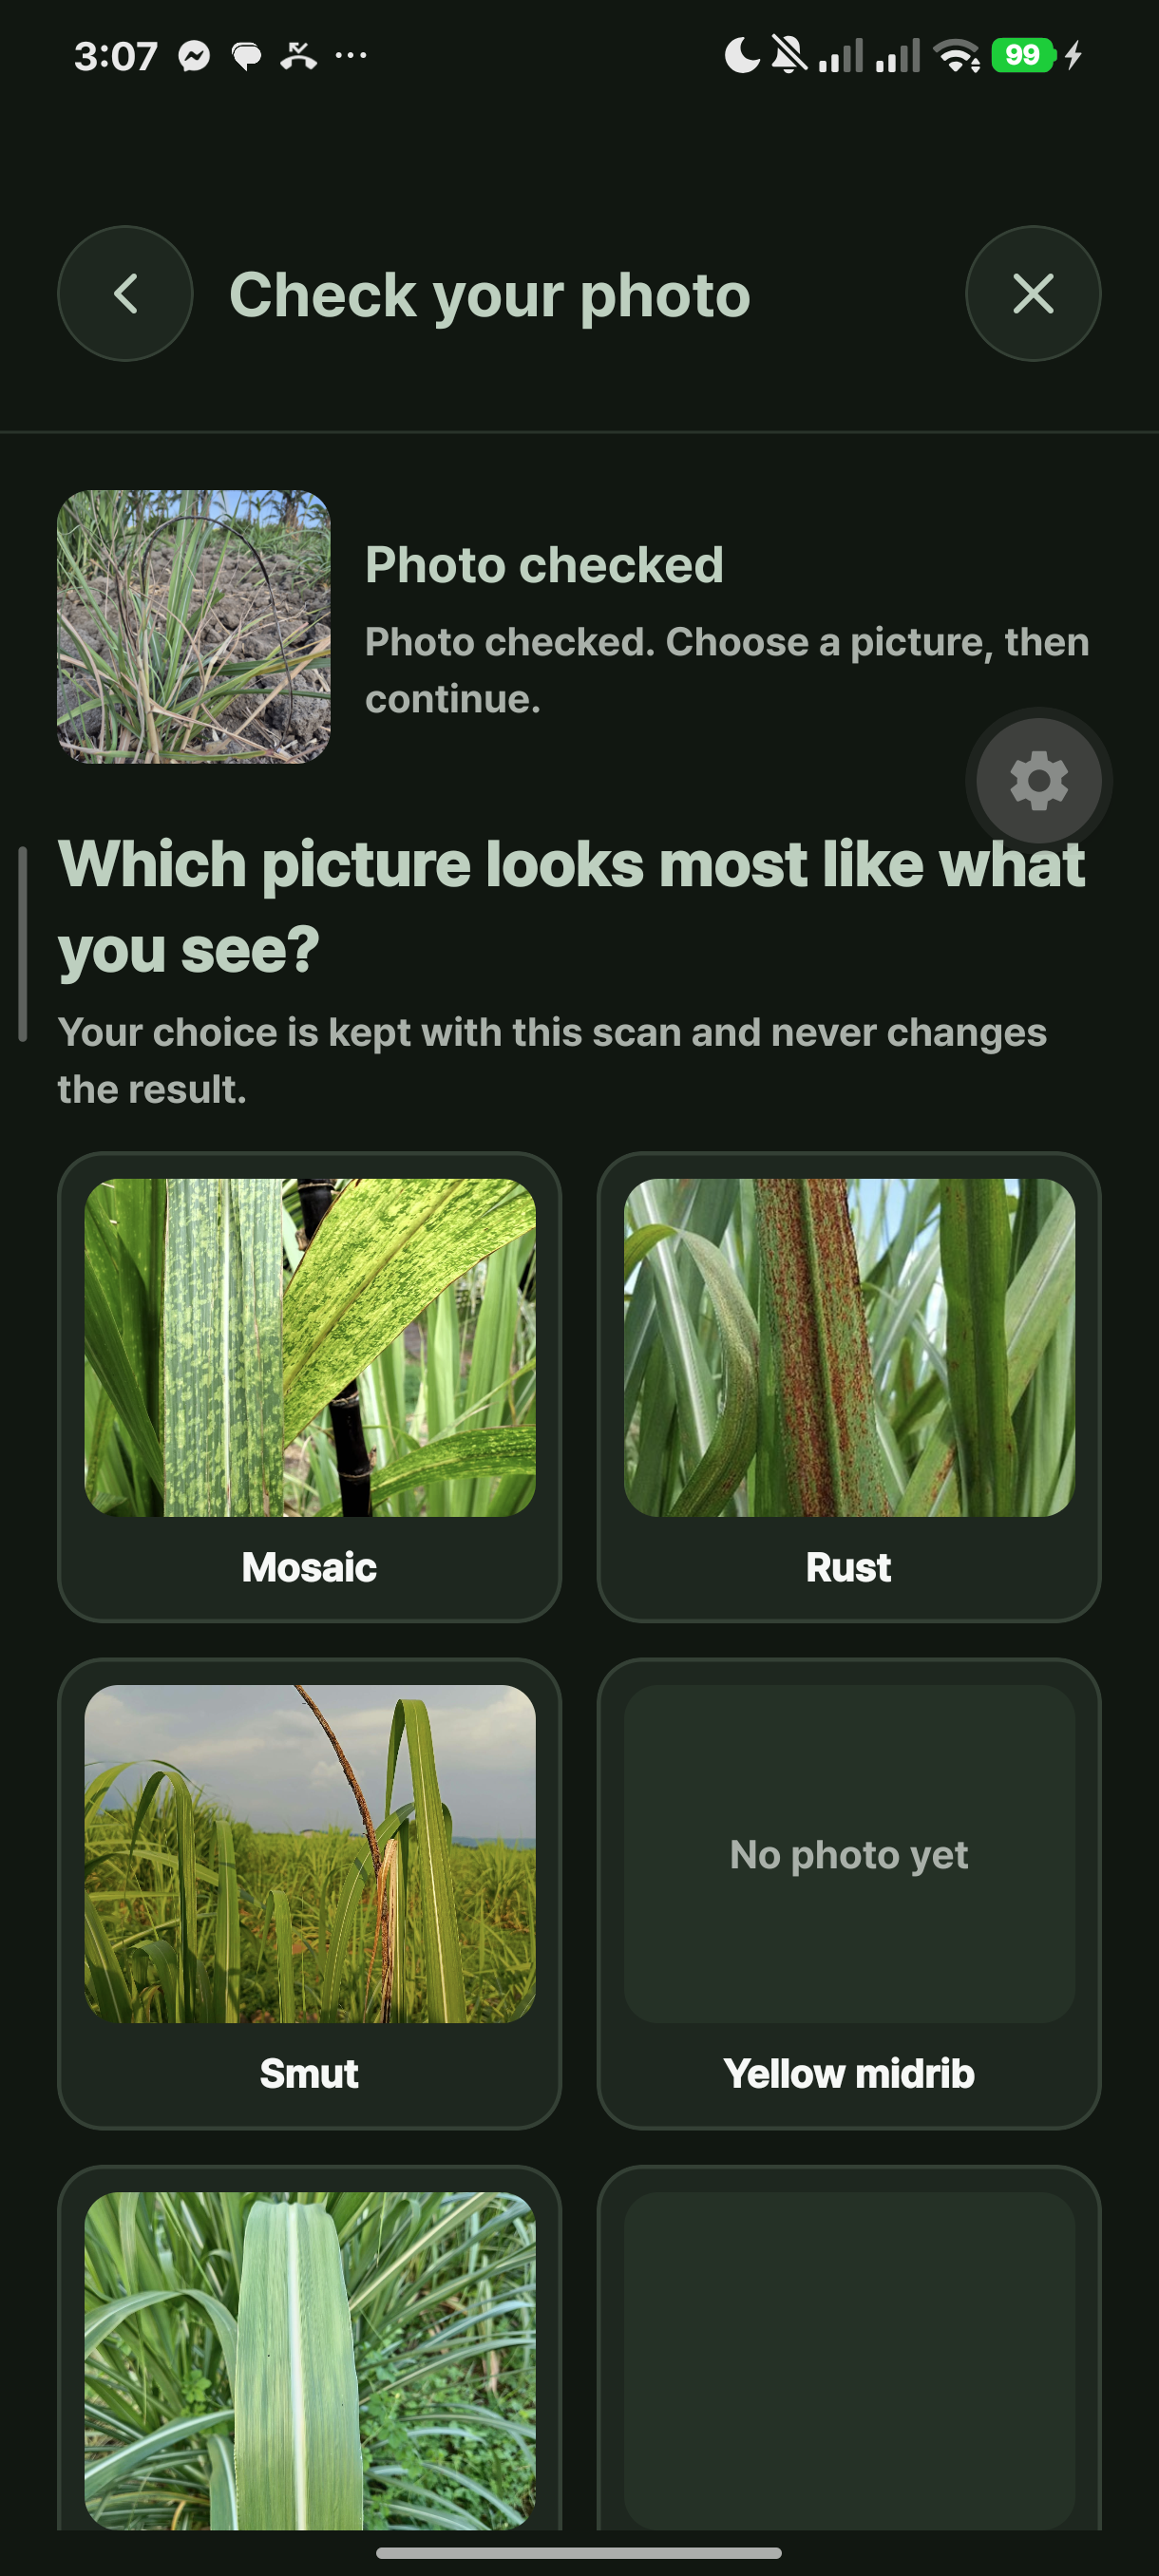 3:07
99
Check your photo
Photo checked
Photo checked. Choose a picture, then
continue.
Which picture looks most like what
you see?
Your choice is kept with this scan and never changes
the result.
Mosaic
Rust
Smut
No photo yet
Yellow midrib